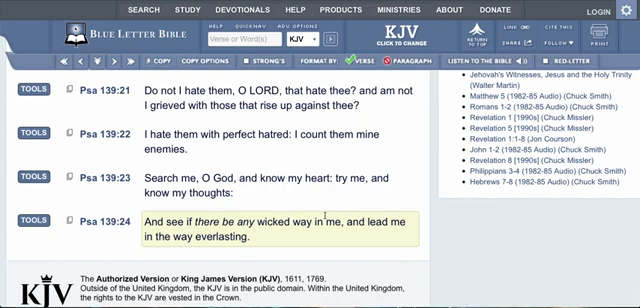 SEARCH STUDY DEVOTIONALS HELP PRODUCTS MINISTRIES ABOUT DONATE LOGIN
BLUE LETTER BIBLE
HELP QUICKNAV ADV. OPTIONS
Verse or Word(s) KJV
KJV
CLICK TO CHANGE
RETURN TO TOP
LINK
SHARE
CITE THIS
FOLLOW
PRINT
COPY COPY OPTIONS STRONG'S FORMAT BY: VERSE PARAGRAPH LISTEN TO THE BIBLE RED-LETTER
TOOLS Psa 139:21 Do not I hate them, O LORD, that hate thee? and am not
I grieved with those that rise up against thee?
TOOLS Psa 139:22 I hate them with perfect hatred: I count them mine
enemies.
TOOLS Psa 139:23 Search me, O God, and know my heart: try me, and
know my thoughts:
TOOLS Psa 139:24 And see if there be any wicked way in me, and lead me
in the way everlasting.
Jehovah's Witnesses, Jesus and the Holy Trinity
(Walter Martin)
Matthew 5 (1982-85 Audio) (Chuck Smith)
Romans 1-2 (1982-85 Audio) (Chuck Smith)
Revelation 1 [1990s] (Chuck Missler)
Revelation 5 [1990s] (Chuck Missler)
Revelation 1:1-8 (Jon Courson)
John 1-2 (1982-85 Audio) (Chuck Smith)
Revelation 8 [1990s] (Chuck Missler)
Philippians 3-4 (1982-85 Audio) (Chuck Smith)
Hebrews 7-8 (1982-85 Audio) (Chuck Smith)
KJV
The Authorized Version or King James Version (KJV), 1611, 1769.
Outside of the United Kingdom, the KJV is in the public domain. Within the United Kingdom,
the rights to the KJV are vested in the Crown.